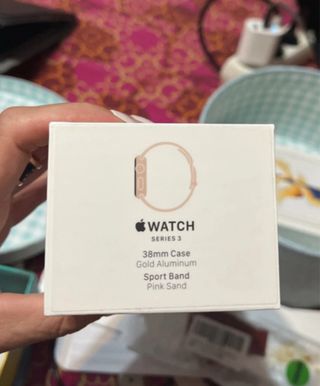 WATCH
SERIES 3
38mm Case
Gold Aluminum
Sport Band
Pink Sand